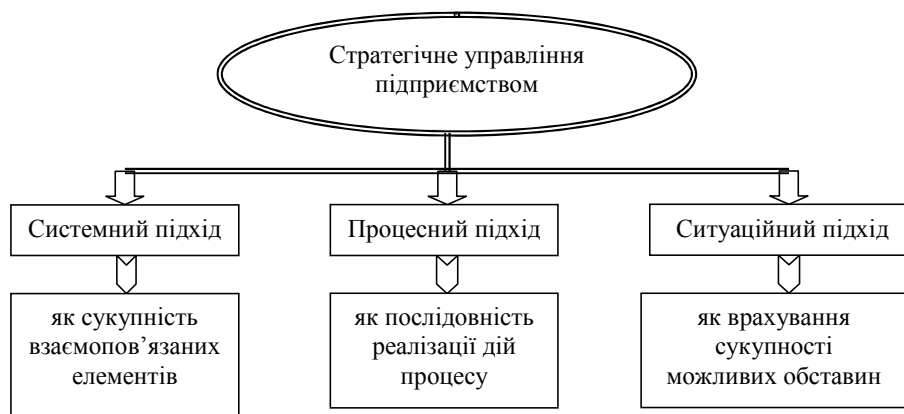 Стратегічне управління
підприємством
Системний підхід
Процесний підхід
Ситуаційний підхід
як сукупність
взаємопов’язаних
елементів
як послідовність
реалізації дій
процесу
як врахування
сукупності
можливих обставин